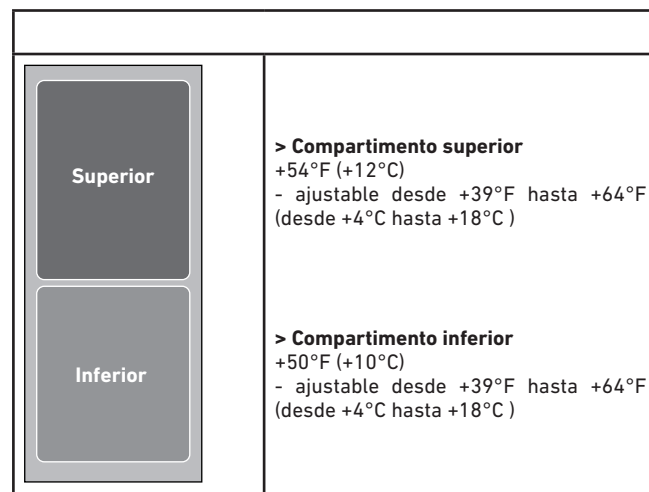 Superior
> Compartimento superior
+54°F (+12°C)
- ajustable desde +39°F hasta +64°F
(desde +4°C hasta +18°C )
Inferior
> Compartimento inferior
+50°F (+10°C)
- ajustable desde +39°F hasta +64°F
(desde +4°C hasta +18°C )